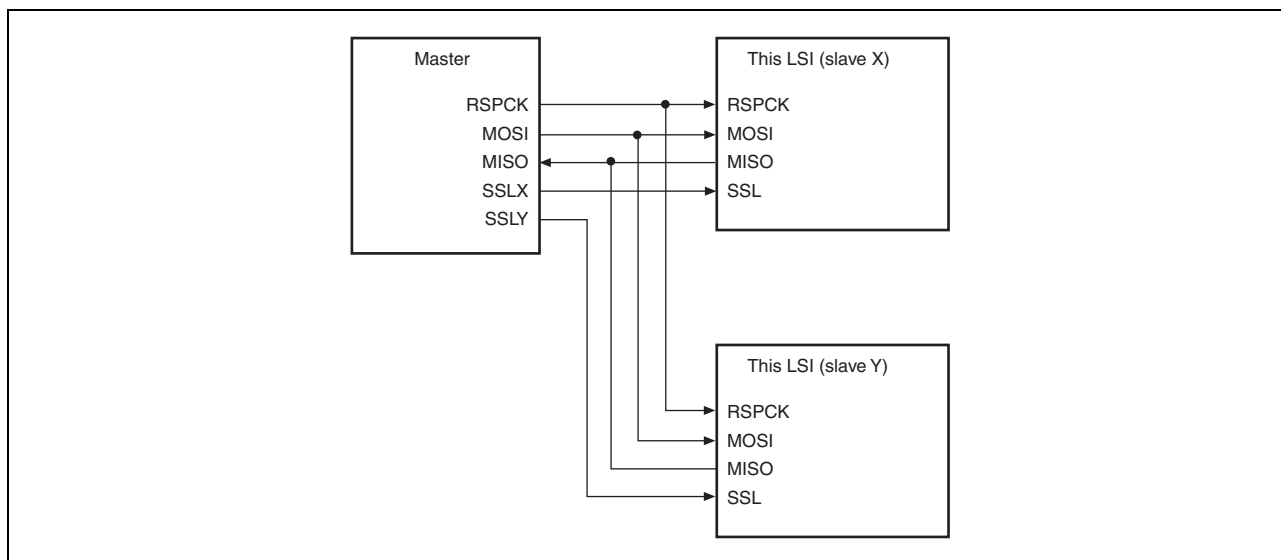 Master
RSPCK
MOSI
MISO
SSLX
SSLY
This LSI (slave X)
RSPCK
MOSI
MISO
SSL
This LSI (slave Y)
RSPCK
MOSI
MISO
SSL